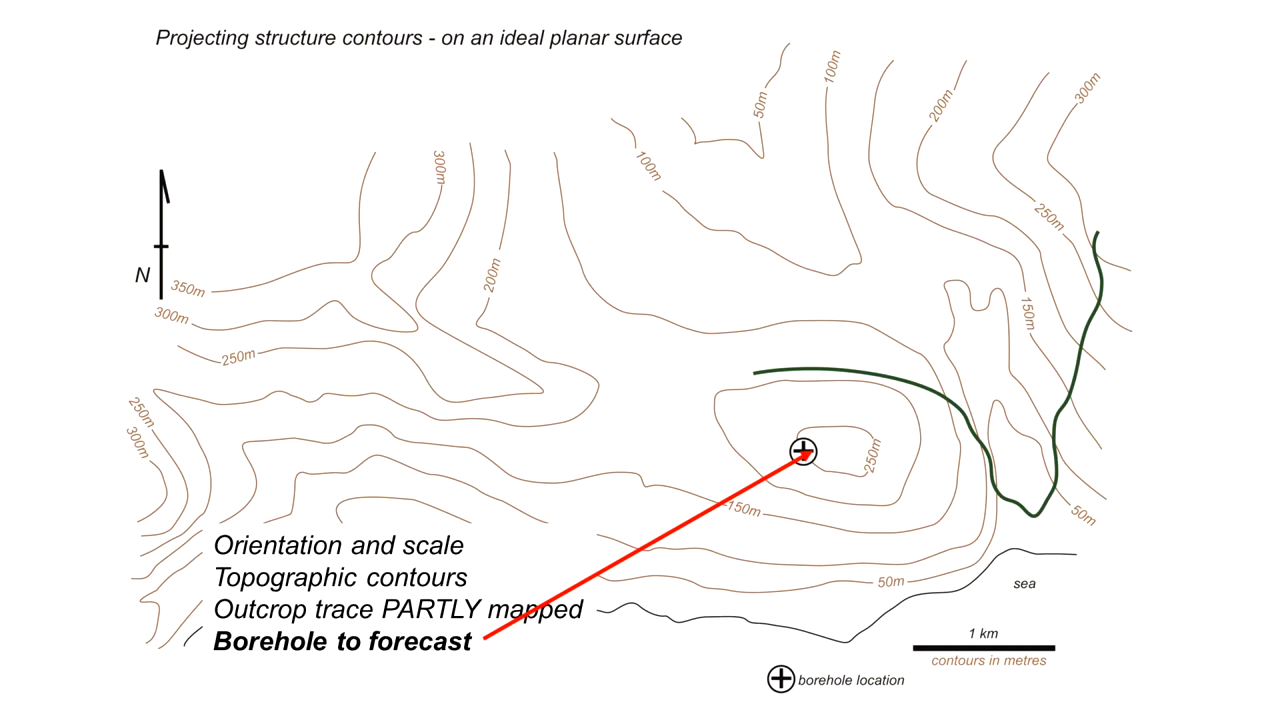 Projecting structure contours - on an ideal planar surface
50m
100m
200m
300m
100m
300m
250m
N
350m
200m
300m
150m
250m
250m
300m
250m
150m
50m
Orientation and scale
Topographic contours
Outcrop trace PARTLY mapped
Borehole to forecast
50m
sea
1 km
contours in metres
borehole location